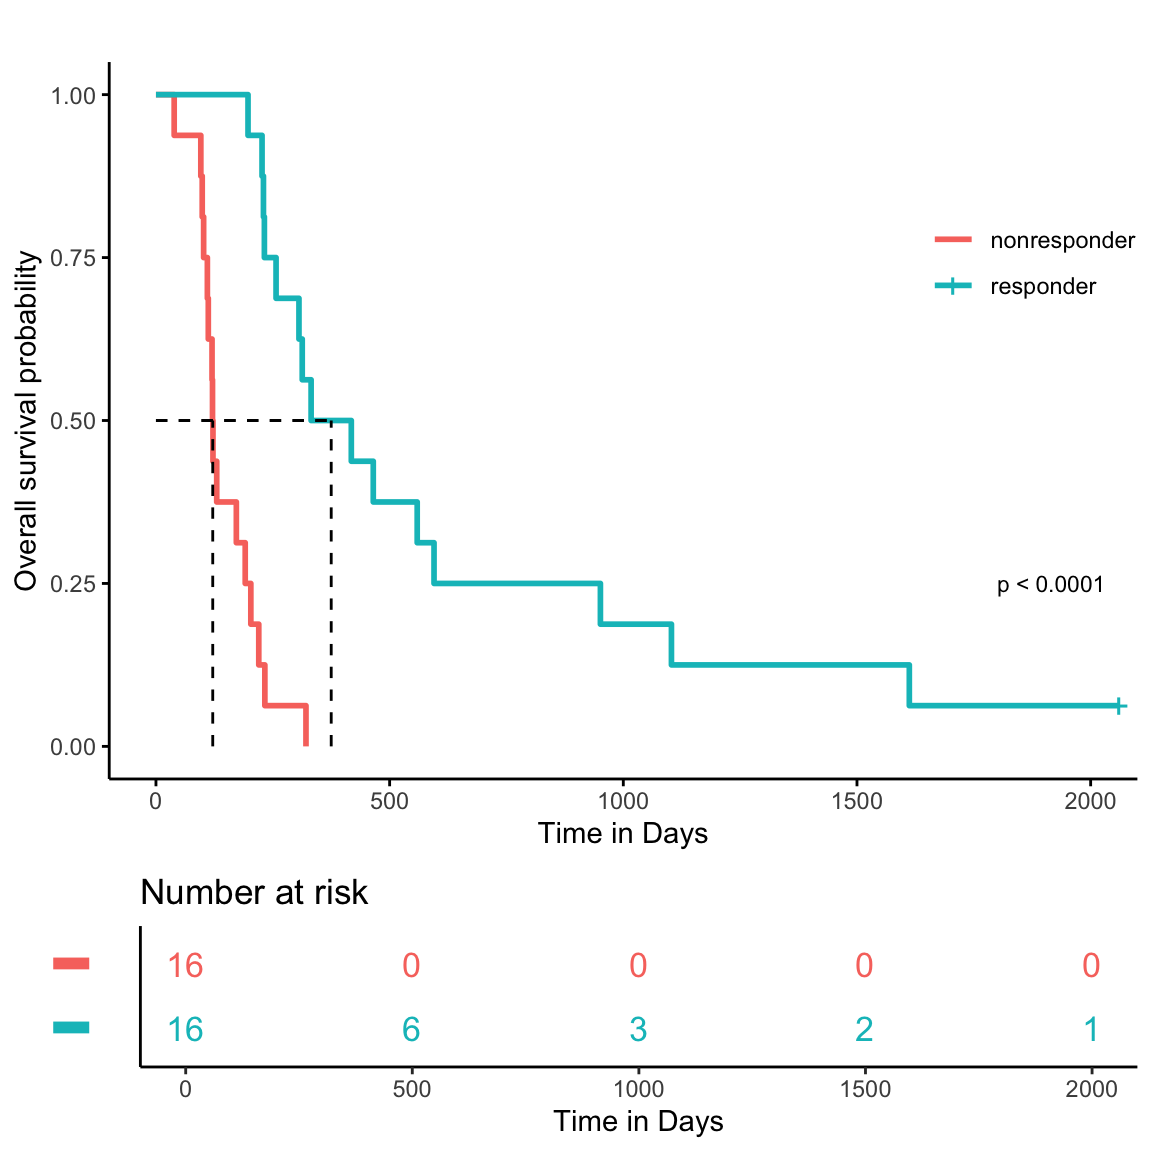 1.00
0.75
0.50
0.25
0.00
Overall survival probability
nonresponder
responder
p < 0.0001
0 500 1000 1500 2000
Time in Days
Number at risk
16 0 0 0 0
16 6 3 2 1
0 500 1000 1500 2000
Time in Days